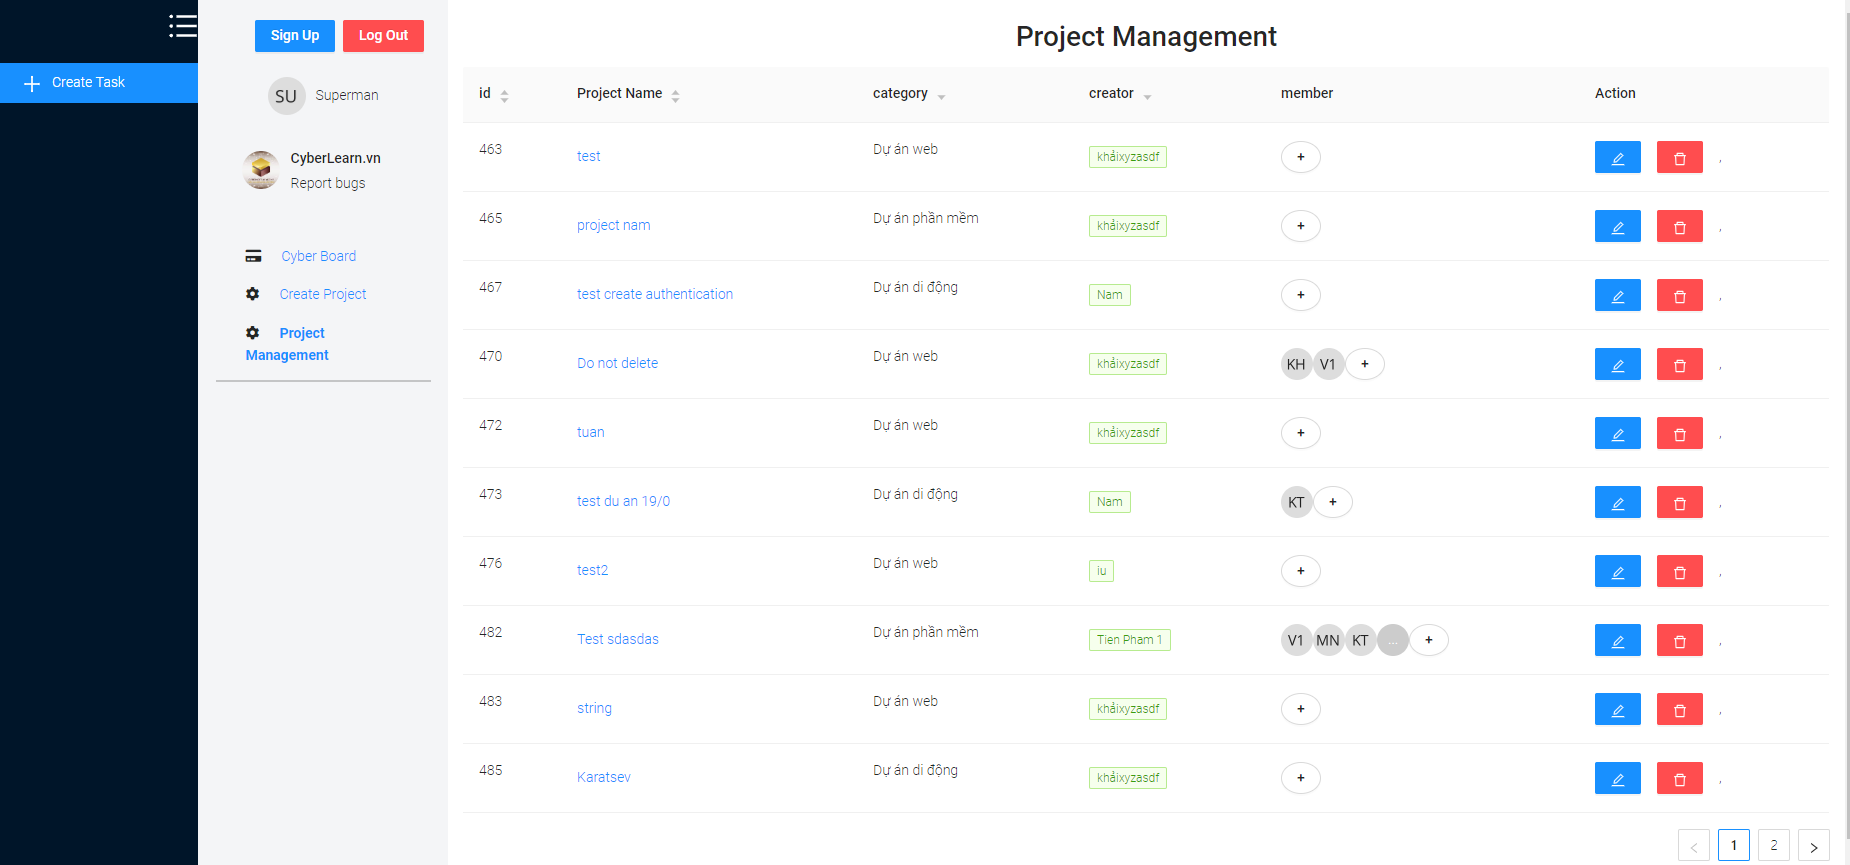 Create Task
Sign Up Log Out
SU Superman
CyberLearn.vn
Report bugs
Cyber Board
Create Project
Project
Management
Project Management
id Project Name category creator member Action
463 test Dự án web khảixyzasdf + ,
465 project nam Dự án phần mềm khảixyzasdf + ,
467 test create authentication Dự án di động Nam + ,
470 Do not delete Dự án web khảixyzasdf KH V1 + ,
472 tuan Dự án web khảixyzasdf + ,
473 test du an 19/0 Dự án di động Nam KT + ,
476 test2 Dự án web iu + ,
482 Test sdasdas Dự án phần mềm Tien Pham 1 V1 MN KT ... + ,
483 string Dự án web khảixyzasdf + ,
485 Karatsev Dự án di động khảixyzasdf + ,
< 1 2 >